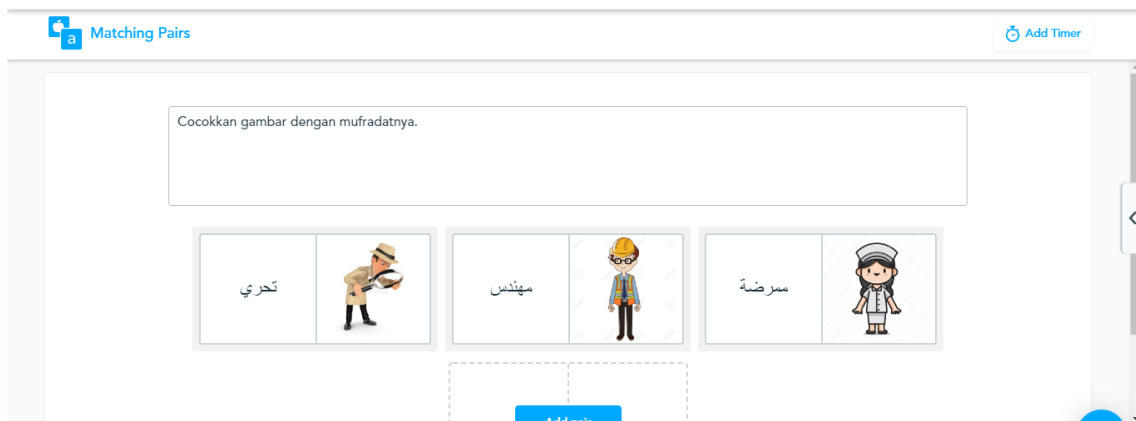 Matching Pairs
Add Timer
Cocokkan gambar dengan mufradatnya.
تحري
مهندس
ممرضة